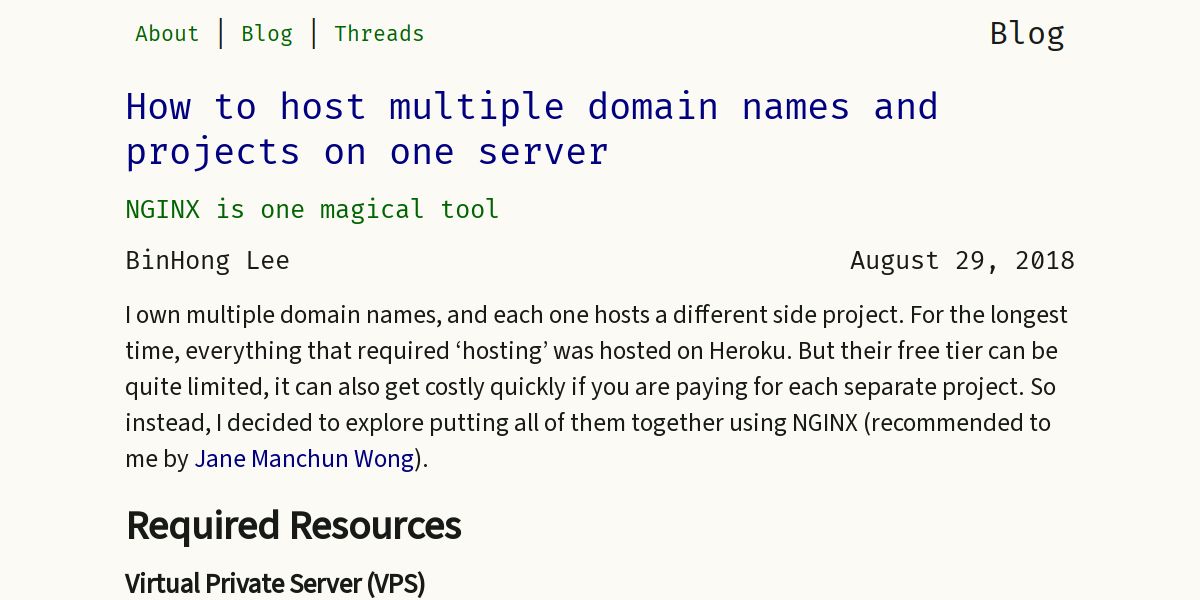 About | Blog | Threads
Blog
How to host multiple domain names and
projects on one server
NGINX is one magical tool
BinHong Lee
August 29, 2018
I own multiple domain names, and each one hosts a different side project. For the longest
time, everything that required ‘hosting’ was hosted on Heroku. But their free tier can be
quite limited, it can also get costly quickly if you are paying for each separate project. So
instead, I decided to explore putting all of them together using NGINX (recommended to
me by Jane Manchun Wong).
Required Resources
Virtual Private Server (VPS)